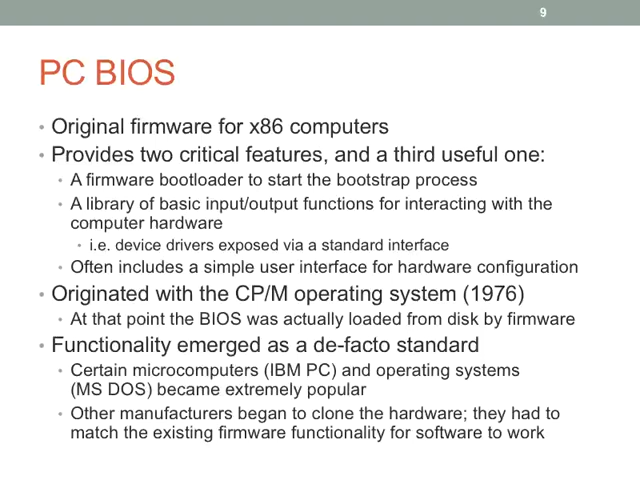 9
PC BIOS
• Original firmware for x86 computers
• Provides two critical features, and a third useful one:
• A firmware bootloader to start the bootstrap process
• A library of basic input/output functions for interacting with the
computer hardware
• i.e. device drivers exposed via a standard interface
• Often includes a simple user interface for hardware configuration
• Originated with the CP/M operating system (1976)
• At that point the BIOS was actually loaded from disk by firmware
• Functionality emerged as a de-facto standard
• Certain microcomputers (IBM PC) and operating systems
(MS DOS) became extremely popular
• Other manufacturers began to clone the hardware; they had to
match the existing firmware functionality for software to work